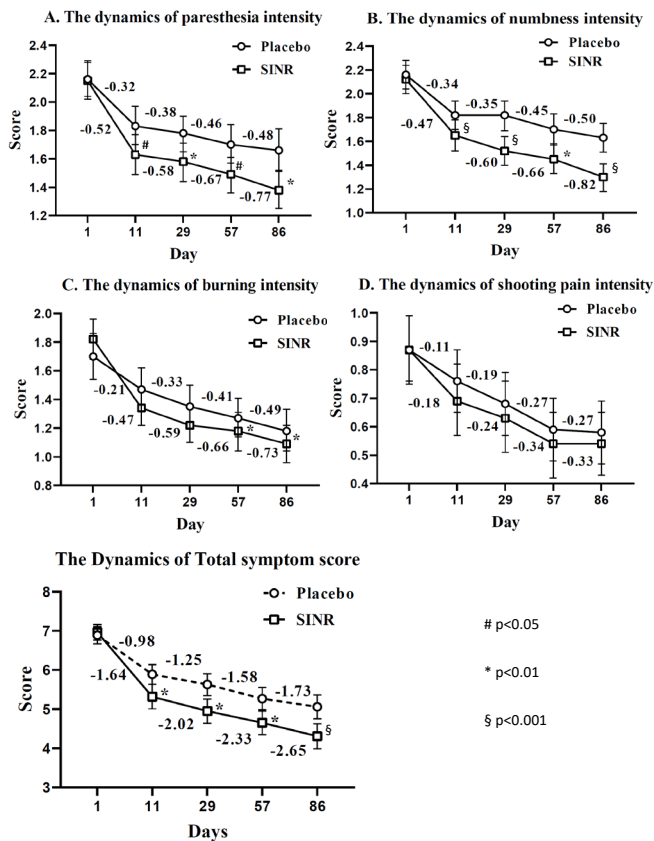 A. The dynamics of paresthesia intensity
Placebo
SINR
Score
2.4
2.2
2.0
1.8
1.6
1.4
1.2
-0.32
-0.38
-0.46
-0.48
-0.52
-0.58
-0.67
-0.77
#
*
#
*
1 11 29 57 86
Day
B. The dynamics of numbness intensity
Placebo
SINR
Score
2.4
2.2
2.0
1.8
1.6
1.4
1.2
1.0
-0.34
-0.35
-0.45
-0.50
-0.47
-0.60
-0.66
-0.82
§
§
*
§
1 11 29 57 86
Day
C. The dynamics of burning intensity
Placebo
SINR
Score
2.0
1.8
1.6
1.4
1.2
1.0
0.8
-0.21
-0.33
-0.41
-0.49
-0.47
-0.59
-0.66
-0.73
*
*
1 11 29 57 86
Day
D. The dynamics of shooting pain intensity
Placebo
SINR
Score
1.0
0.9
0.8
0.7
0.6
0.5
0.4
-0.11
-0.19
-0.27
-0.27
-0.18
-0.24
-0.34
-0.33
1 11 29 57 86
Day
The Dynamics of Total symptom score
Placebo
SINR
Score
7
6
5
4
3
-0.98
-1.25
-1.58
-1.73
-1.64
-2.02
-2.33
-2.65
*
*
*
§
1 11 29 57 86
Days
# p<0.05
* p<0.01
§ p<0.001